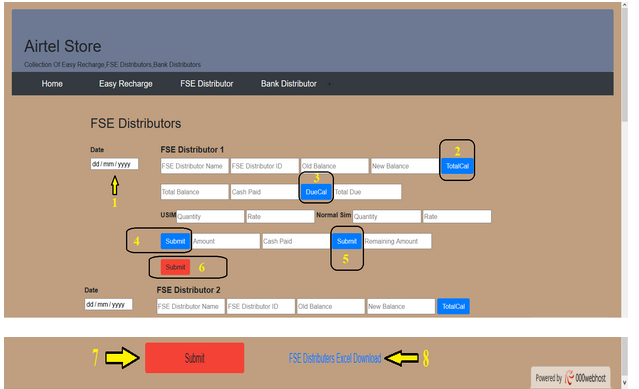 Airtel Store
Collection Of Easy Recharge,FSE Distributors,Bank Distributors
Home Easy Recharge FSE Distributor Bank Distributor
FSE Distributors
Date FSE Distributor 1 2
dd/mm/yyyy FSE Distributor Name FSE Distributor ID Old Balance New Balance TotalCal
1 3
Total Balance Cash Paid DueCal Total Due
USIM Quantity Rate Normal Sim Quantity Rate
4 Submit Amount Cash Paid Submit Remaining Amount
5
Submit 6
Date FSE Distributor 2
dd/mm/yyyy FSE Distributor Name FSE Distributor ID Old Balance New Balance TotalCal
7 Submit FSE Distributers Excel Download 8
Powered by 000webhost